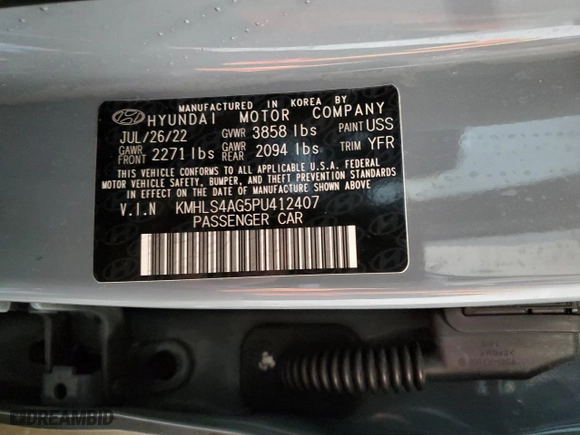 MANUFACTURED IN KOREA BY
HYUNDAI MOTOR COMPANY
JUL/26/22 GVWR 3858 lbs PAINT USS
GAWR FRONT 2271 lbs GAWR REAR 2094 lbs TRIM YFR
THIS VEHICLE CONFORMS TO ALL APPLICABLE U.S.A. FEDERAL
MOTOR VEHICLE SAFETY, BUMPER, AND THEFT PREVENTION STANDARDS
IN EFFECT ON THE DATE OF MANUFACTURE SHOWN ABOVE.
V.I.N KMHLS4AG5PU412407
PASSENGER CAR
DREAMBID